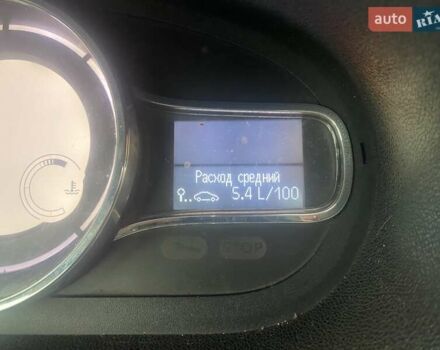 auto RIA
Расход средний
5.4 L/100